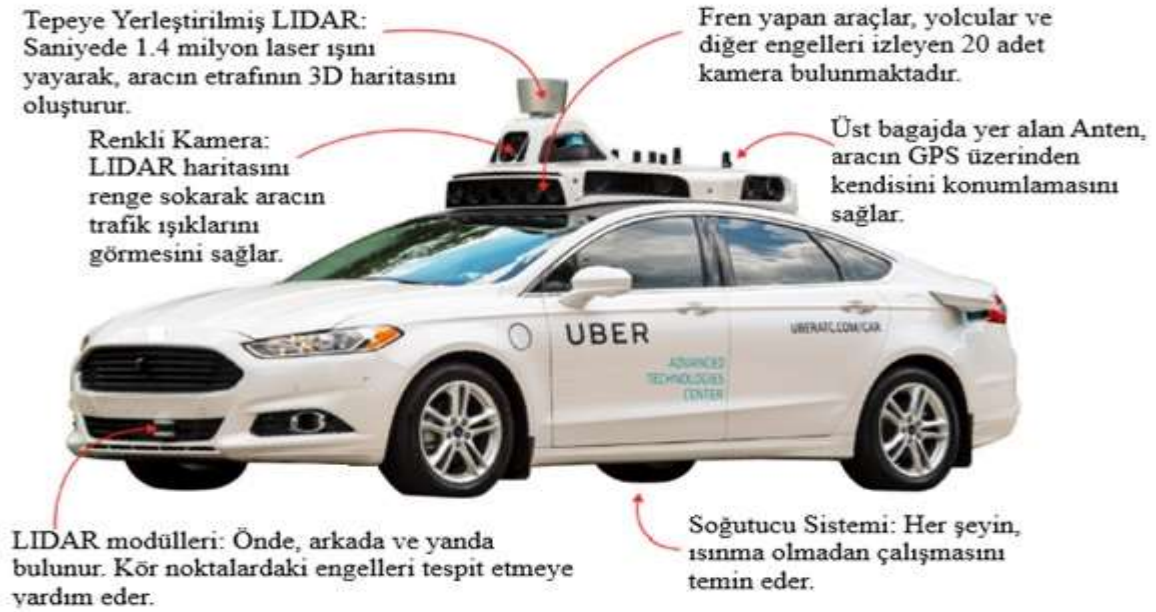 Tepeye Yerleştirilmiş LIDAR:
Saniyede 1.4 milyon laser ışını
yayarak, aracın etrafının 3D haritasını
oluşturur.
Fren yapan araçlar, yolcular ve
diğer engelleri izleyen 20 adet
kamera bulunmaktadır.
Renkli Kamera:
LIDAR haritasını
renge sokarak aracın
trafik ışıklarını
görmesini sağlar.
Üst bagajda yer alan Anten,
aracın GPS üzerinden
kendisini konumlamasını
sağlar.
UBER
UBERATC.COM/CAR
ADVANCED
TECHNOLOGIES
CENTER
LIDAR modülleri: Önde, arkada ve yanda
bulunur. Kör noktalardaki engelleri tespit etmeye
yardım eder.
Soğutucu Sistemi: Her şeyin,
ısınma olmadan çalışmasını
temin eder.